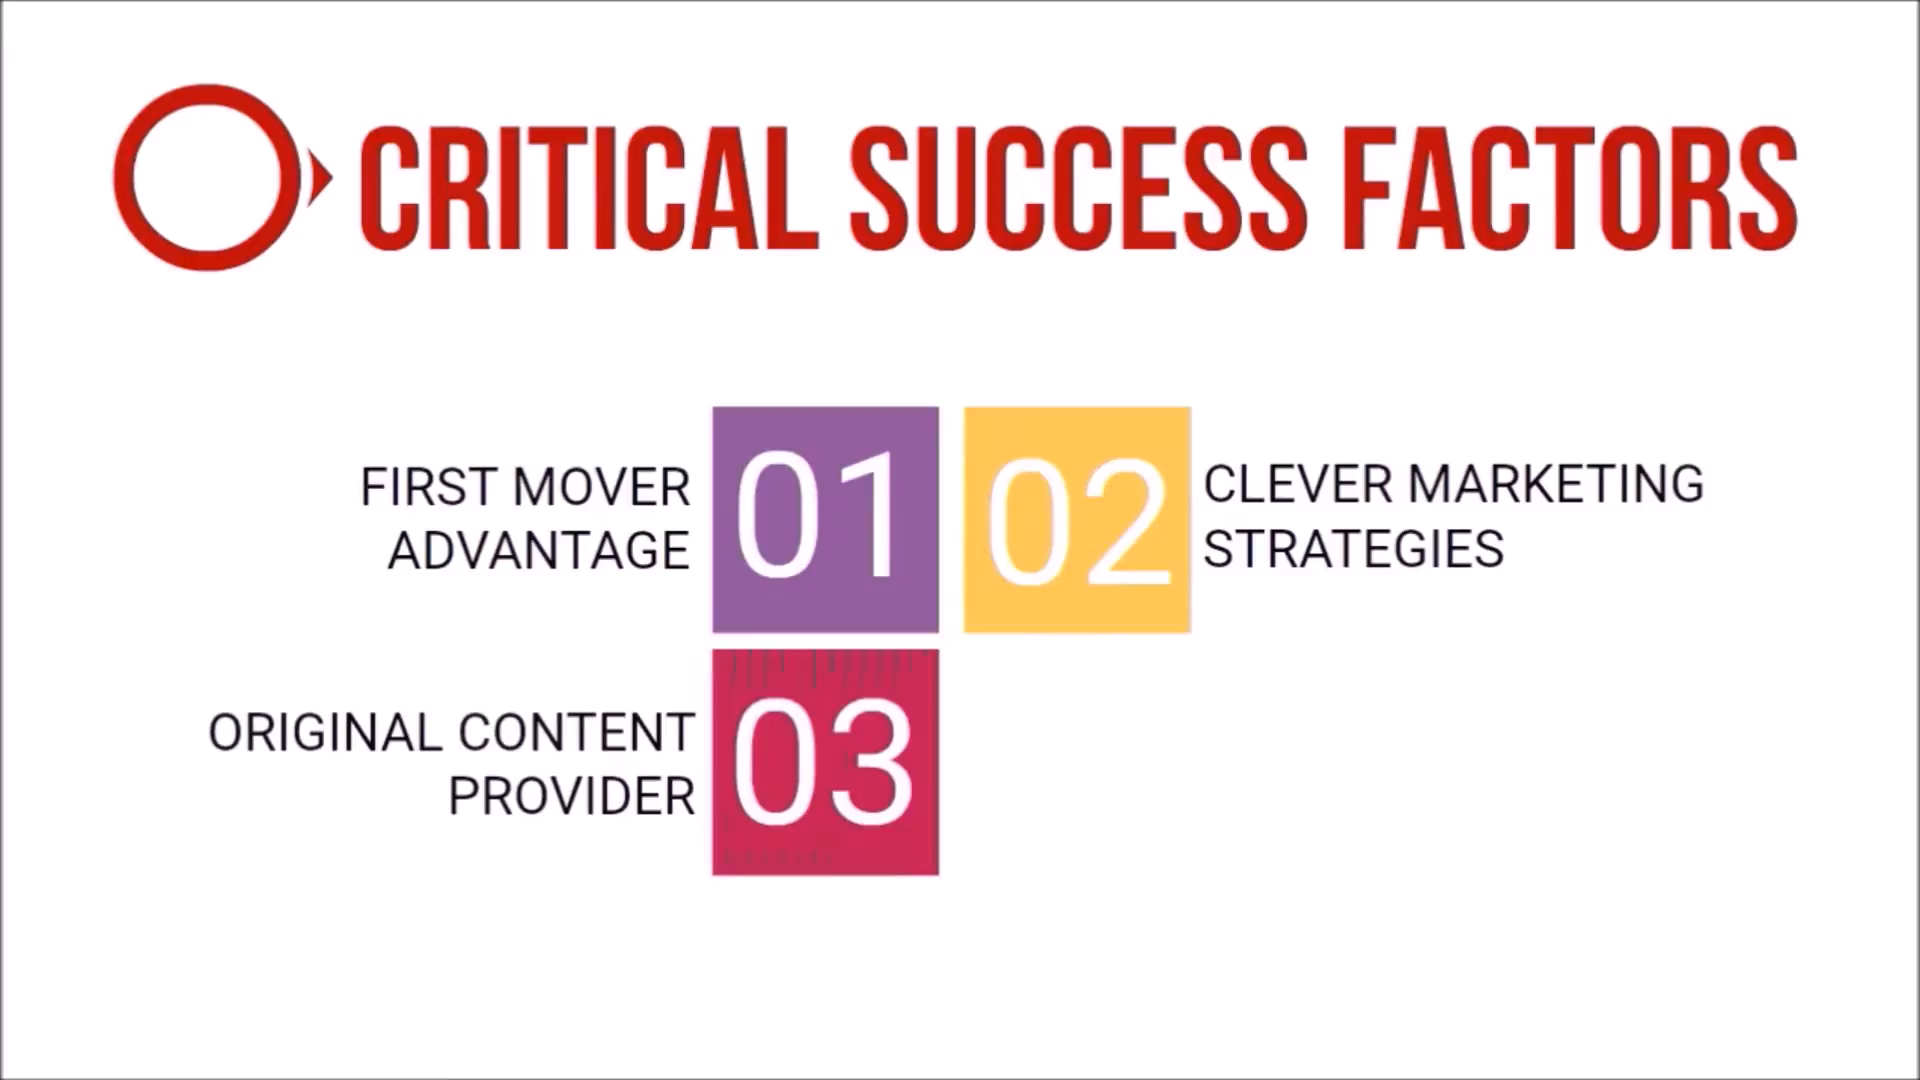 CRITICAL SUCCESS FACTORS
FIRST MOVER
ADVANTAGE
01
02
CLEVER MARKETING
STRATEGIES
ORIGINAL CONTENT
PROVIDER
03